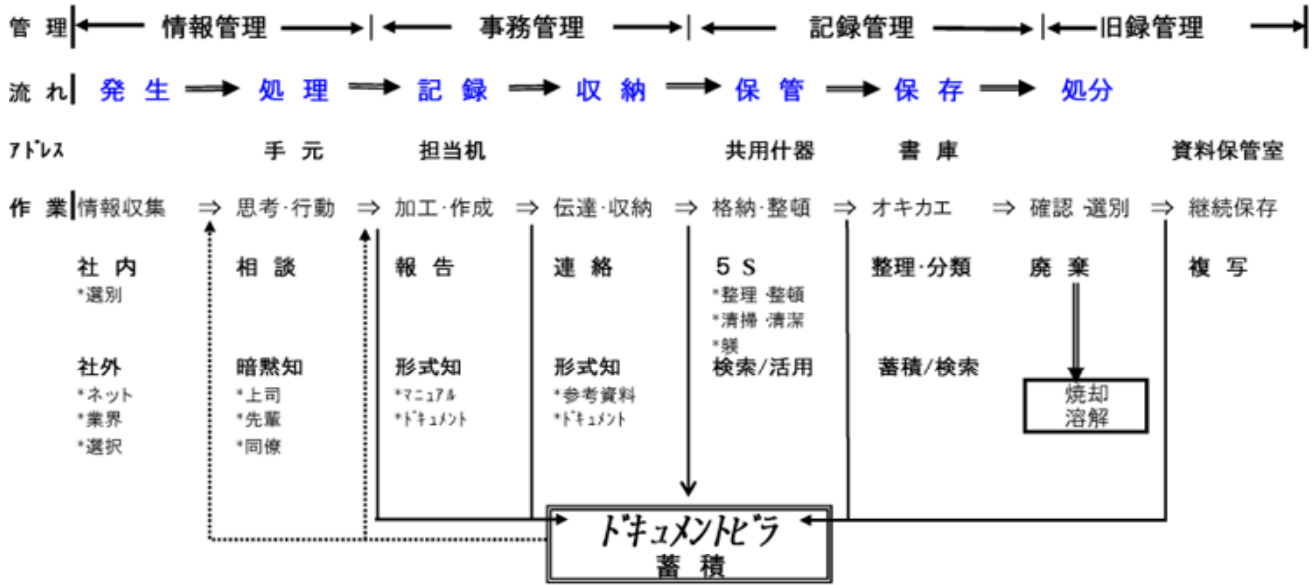 管 理 情報管理 事務管理 記録管理 旧録管理
流 れ 発 生 処 理 記 録 収 納 保 管 保 存 処分
ｱﾄﾞﾚｽ 手 元 担当机 共用什器 書 庫 資料保管室
作 業 情報収集 ⇒ 思考･行動 ⇒ 加工･作成 ⇒ 伝達･収納 ⇒ 格納･整頓 ⇒ オキカエ ⇒ 確認･選別 ⇒ 継続保存
社 内 相 談 報 告 連 絡 ５Ｓ 整理･分類 廃 棄 複 写
*選別 *整理･整頓
*清掃･清潔
*躾
社外 暗黙知 形式知 形式知 検索/活用 蓄積/検索
*ネット *上司 *ﾏﾆｭｱﾙ *参考資料 焼却
*業界 *先輩 *ﾄﾞｷｭﾒﾝﾄ *ﾄﾞｷｭﾒﾝﾄ 溶解
*選択 *同僚
ﾄﾞｷｭﾒﾝﾄﾋﾞﾗ
蓄 積